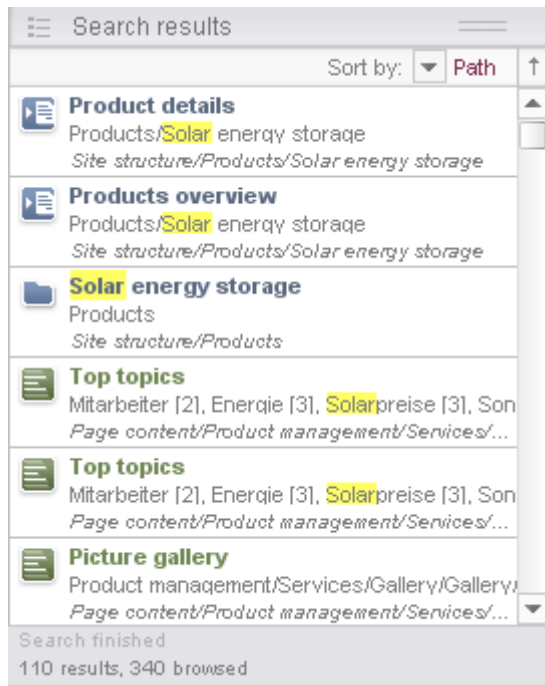 Search results
Sort by: Path
Product details
Products/Solar energy storage
Site structure/Products/Solar energy storage
Products overview
Products/Solar energy storage
Site structure/Products/Solar energy storage
Solar energy storage
Products
Site structure/Products
Top topics
Mitarbeiter [2], Energie [3], Solarpreise [3], Son
Page content/Product management/Services/...
Top topics
Mitarbeiter [2], Energie [3], Solarpreise [3], Son
Page content/Product management/Services/...
Picture gallery
Product management/Services/Gallery/Gallery/
Page content/Product management/Services/...
Search finished
110 results, 340 browsed